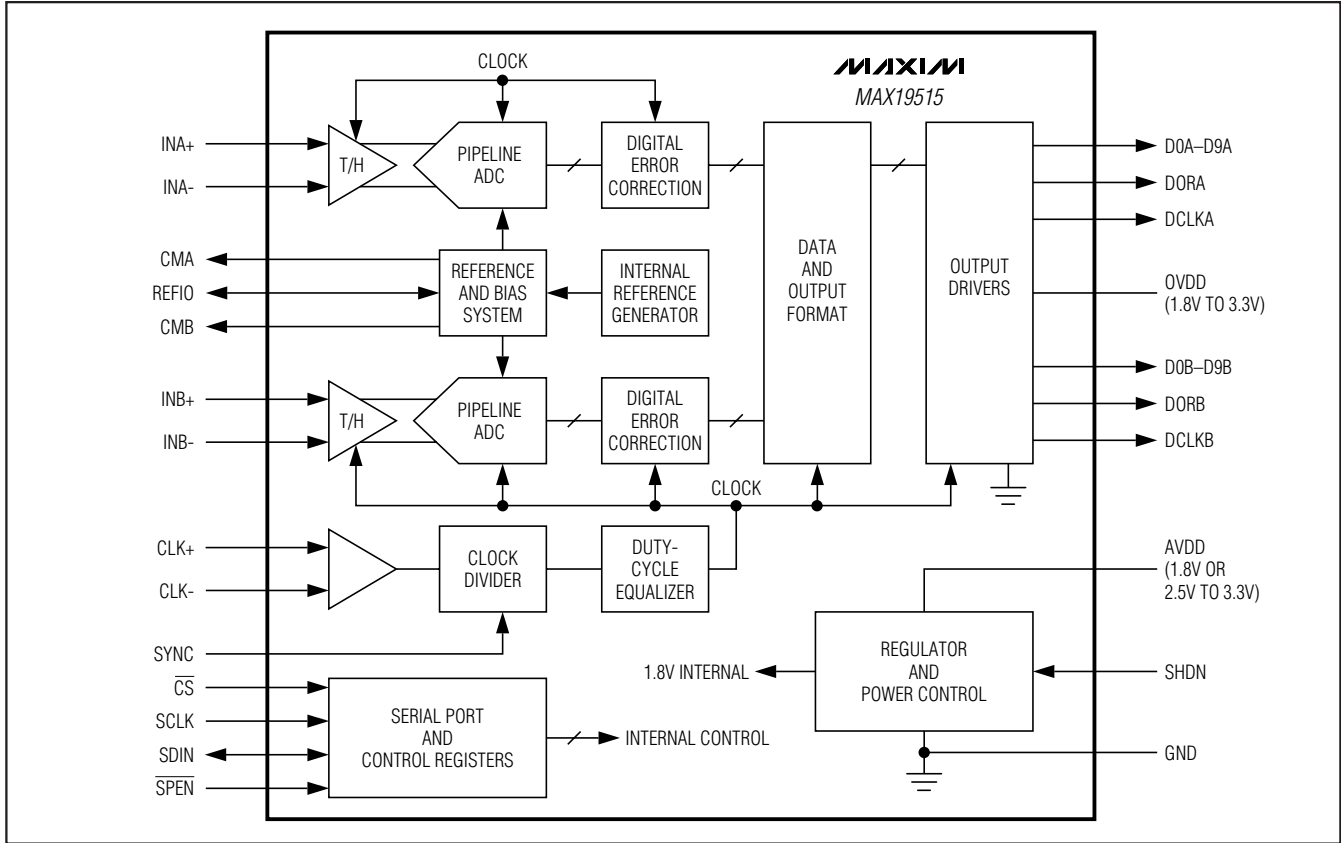 CLOCK
MAXIM
MAX19515
INA+
INA-
T/H
PIPELINE
ADC
DIGITAL
ERROR
CORRECTION
DATA
AND
OUTPUT
FORMAT
OUTPUT
DRIVERS
D0A–D9A
DORA
DCLKA
CMA
REFIO
CMB
REFERENCE
AND BIAS
SYSTEM
INTERNAL
REFERENCE
GENERATOR
OVDD
(1.8V TO 3.3V)
INB+
INB-
T/H
PIPELINE
ADC
DIGITAL
ERROR
CORRECTION
D0B–D9B
DORB
DCLKB
CLOCK
CLK+
CLK-
CLOCK
DIVIDER
DUTY-
CYCLE
EQUALIZER
AVDD
(1.8V OR
2.5V TO 3.3V)
SYNC
CS
SCLK
SDIN
SPEN
SERIAL PORT
AND
CONTROL REGISTERS
INTERNAL CONTROL
1.8V INTERNAL
REGULATOR
AND
POWER CONTROL
SHDN
GND